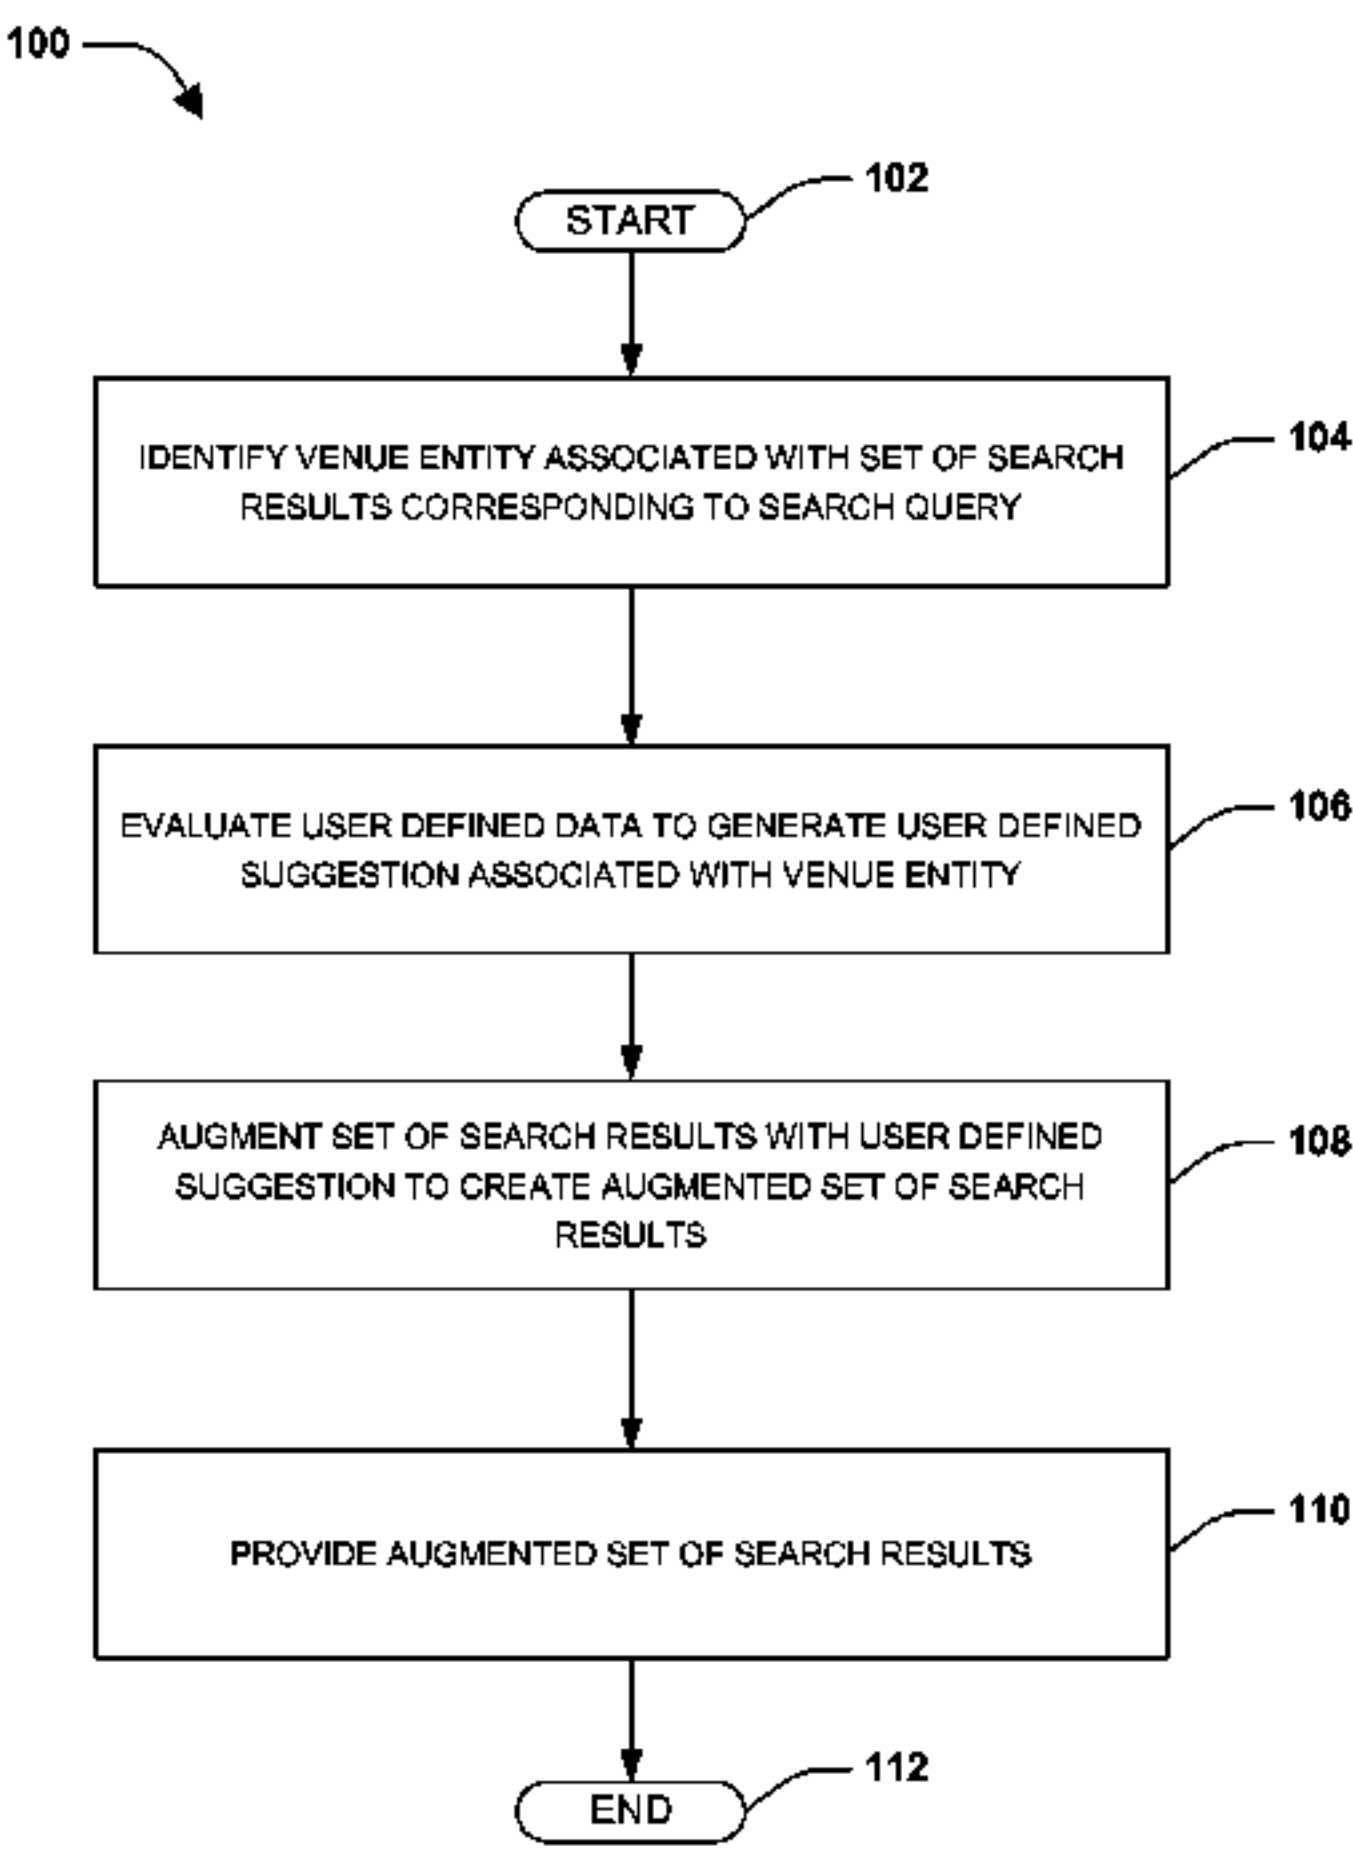 100
102
START
104
IDENTIFY VENUE ENTITY ASSOCIATED WITH SET OF SEARCH
RESULTS CORRESPONDING TO SEARCH QUERY
106
EVALUATE USER DEFINED DATA TO GENERATE USER DEFINED
SUGGESTION ASSOCIATED WITH VENUE ENTITY
108
AUGMENT SET OF SEARCH RESULTS WITH USER DEFINED
SUGGESTION TO CREATE AUGMENTED SET OF SEARCH
RESULTS
110
PROVIDE AUGMENTED SET OF SEARCH RESULTS
112
END